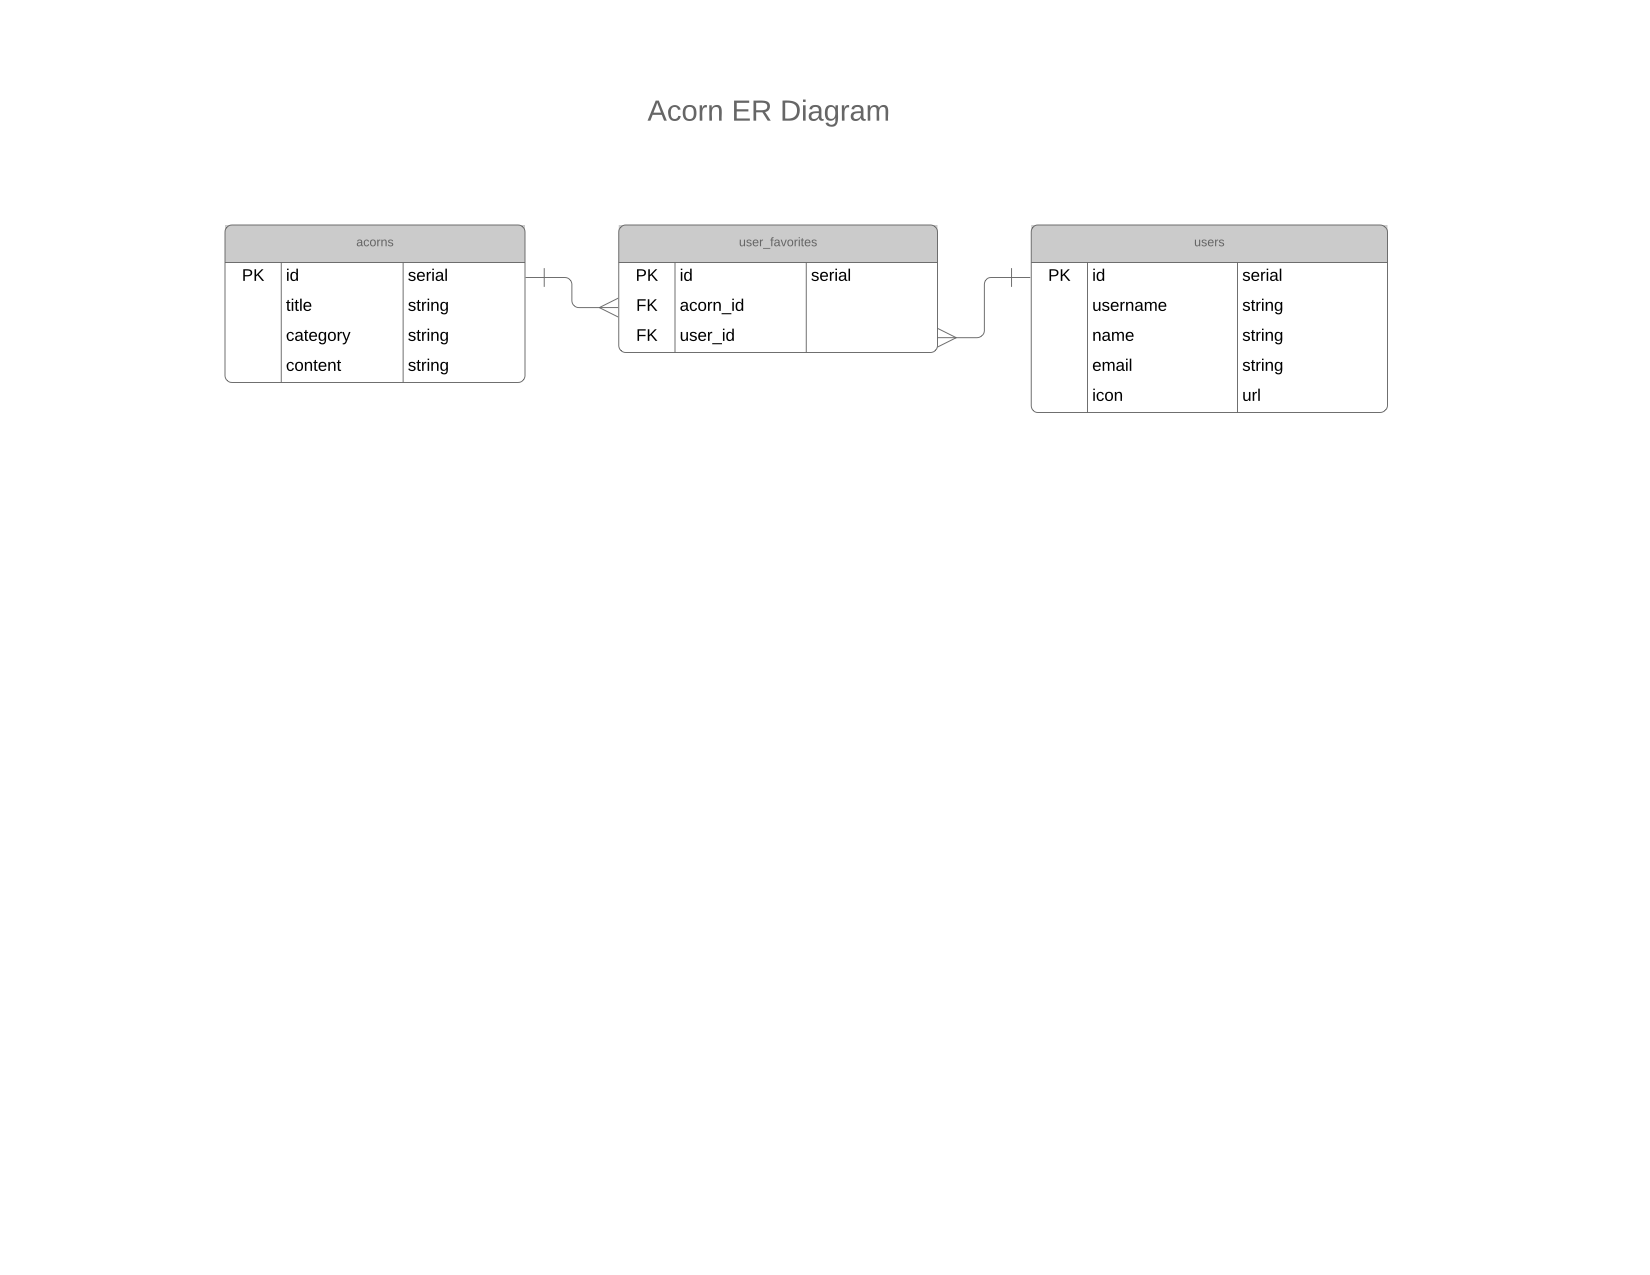 Acorn ER Diagram
acorns
PK id serial
title string
category string
content string
user_favorites
PK id serial
FK acorn_id
FK user_id
users
PK id serial
username string
name string
email string
icon url